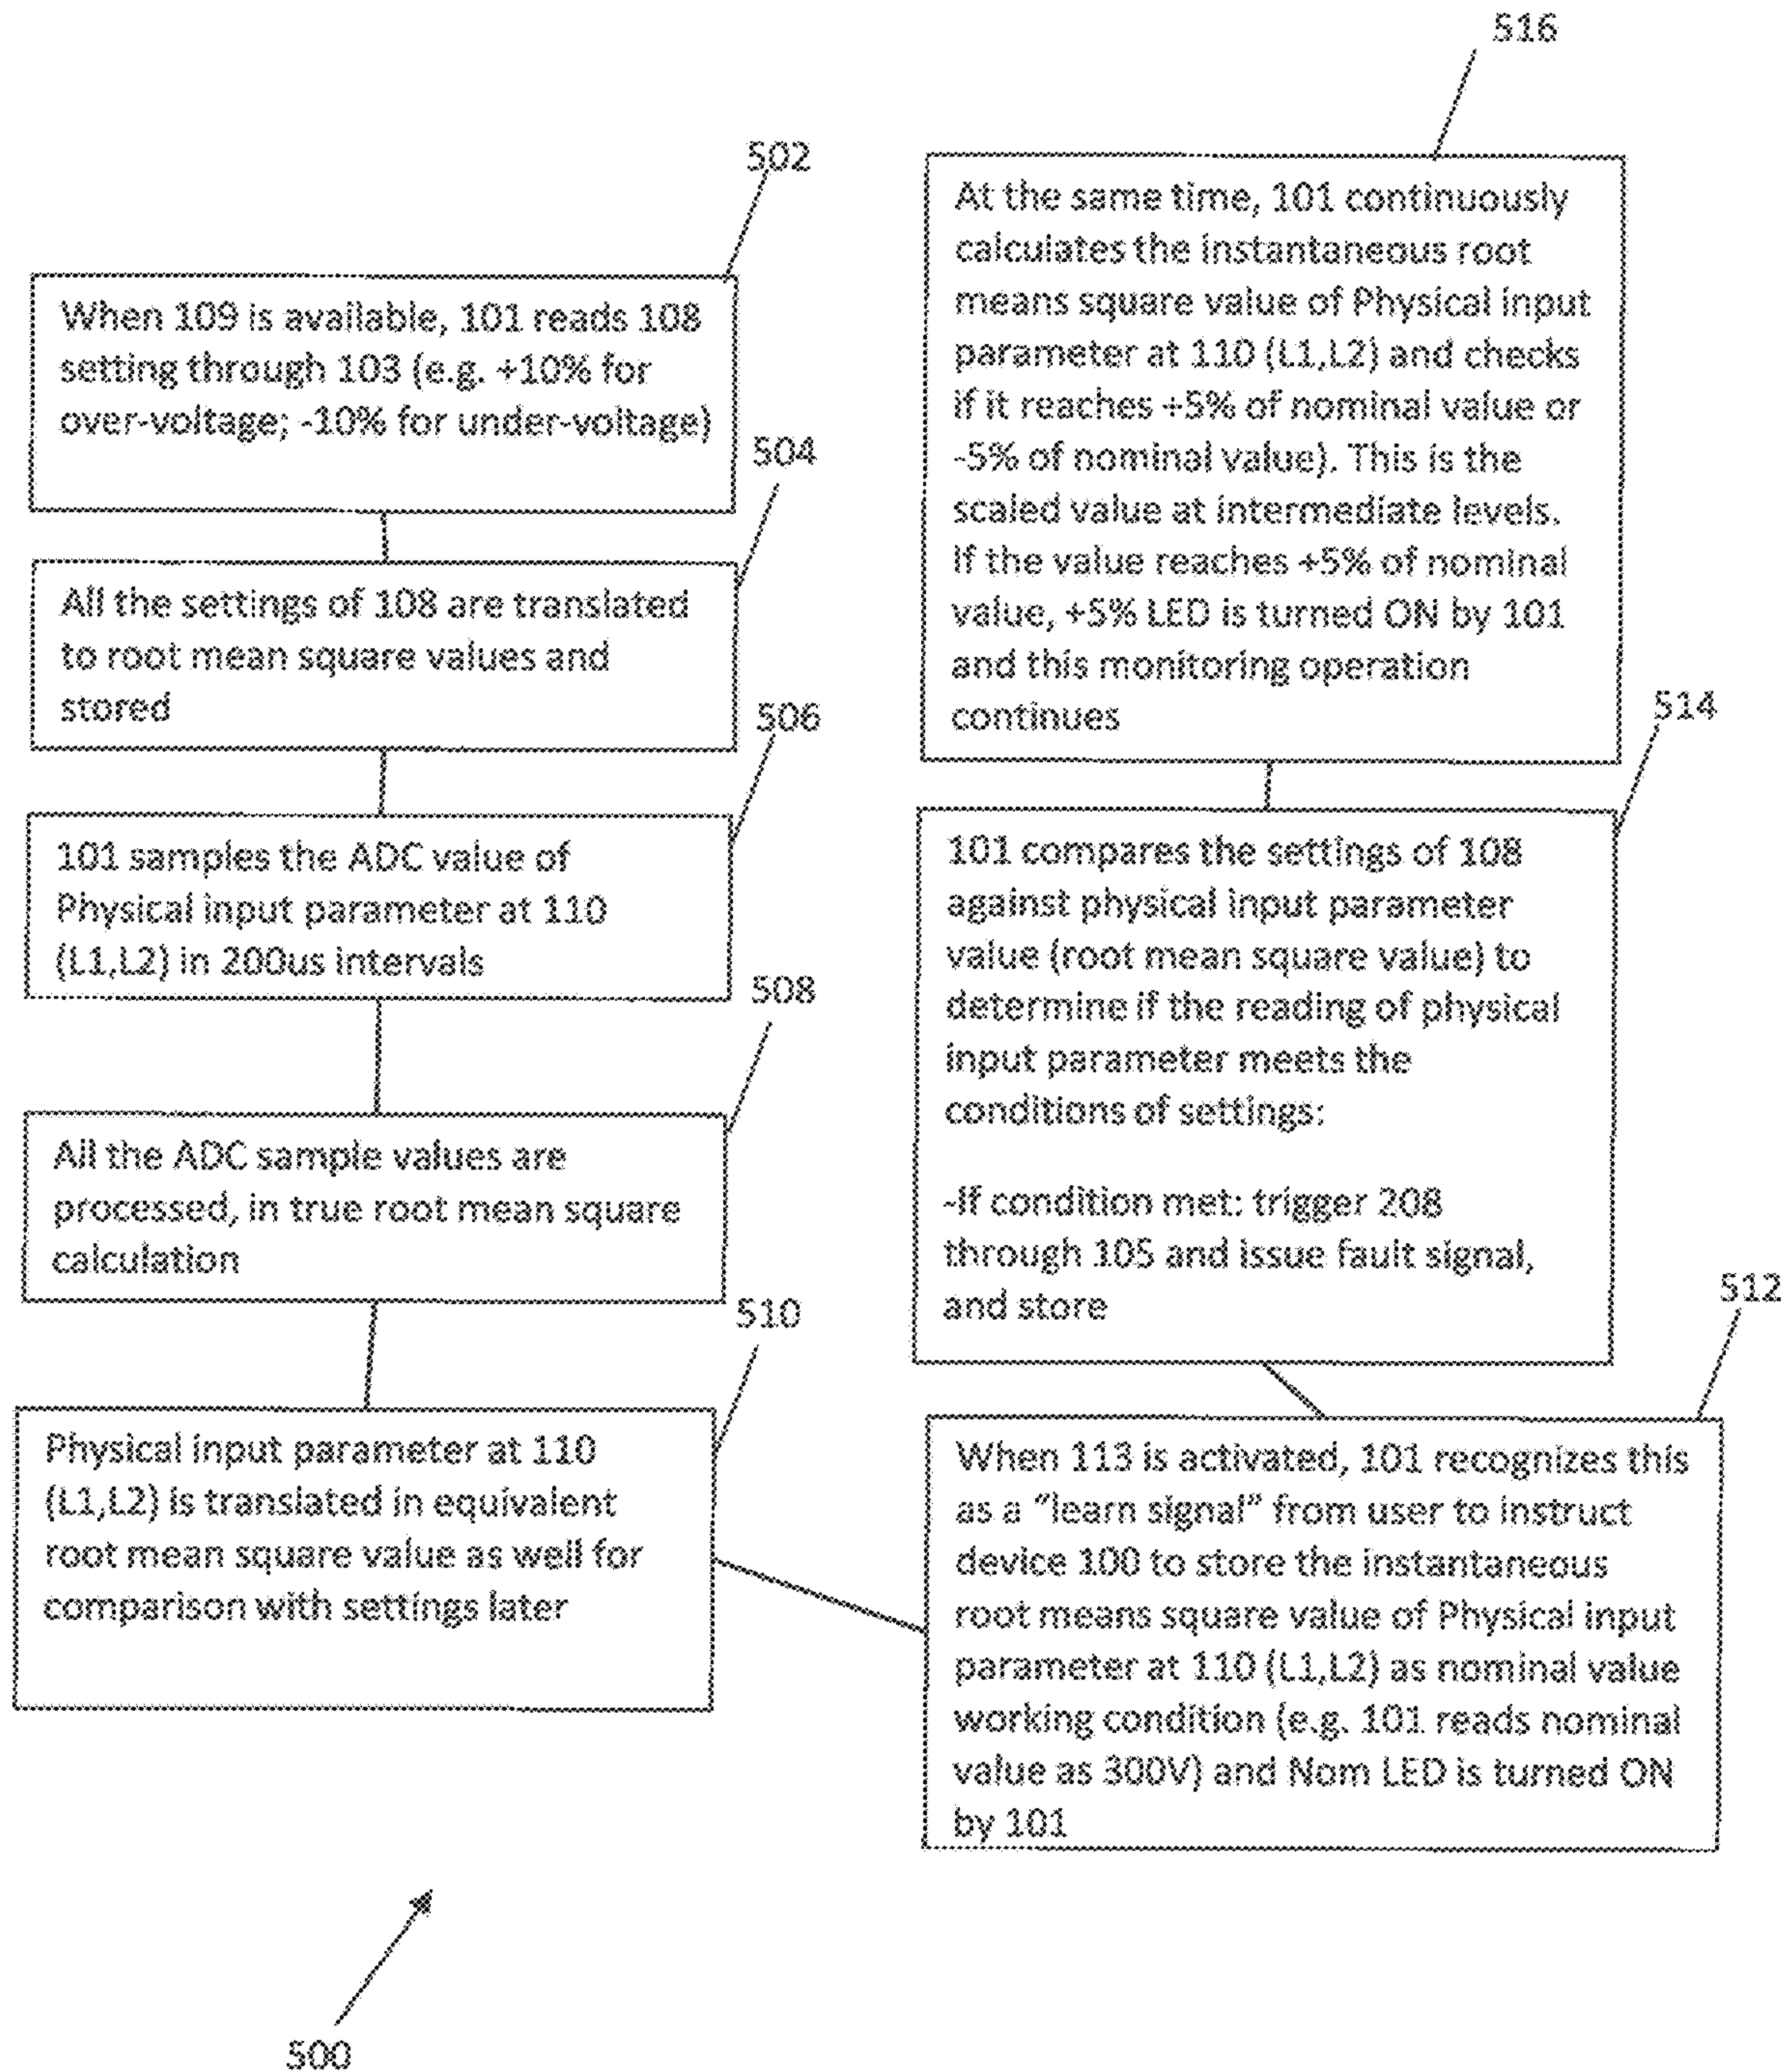 502
When 109 is available, 101 reads 108
setting through 103 (e.g. +10% for
over-voltage; -10% for under-voltage)
504
All the settings of 108 are translated
to root mean square values and
stored
506
101 samples the ADC value of
Physical input parameter at 110
(L1,L2) in 200us intervals
508
All the ADC sample values are
processed, in true root mean square
calculation
510
Physical input parameter at 110
(L1,L2) is translated in equivalent
root mean square value as well for
comparison with settings later
500
516
At the same time, 101 continuously
calculates the instantaneous root
means square value of Physical input
parameter at 110 (L1,L2) and checks
if it reaches +5% of nominal value or
-5% of nominal value). This is the
scaled value at intermediate levels.
If the value reaches +5% of nominal
value, +5% LED is turned ON by 101
and this monitoring operation
continues
514
101 compares the settings of 108
against physical input parameter
value (root mean square value) to
determine if the reading of physical
input parameter meets the
conditions of settings:
-If condition met: trigger 208
through 105 and issue fault signal,
and store
512
When 113 is activated, 101 recognizes this
as a “learn signal” from user to instruct
device 100 to store the instantaneous
root means square value of Physical input
parameter at 110 (L1,L2) as nominal value
working condition (e.g. 101 reads nominal
value as 300V) and Nom LED is turned ON
by 101